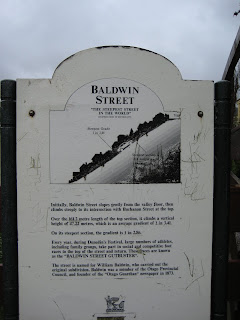 BALDWIN
STREET
"THE STEEPEST STREET
IN THE WORLD"
Initially, Baldwin Street slopes gently from the valley floor, then
climbs steeply to its intersection with Buchanan Street at the top
Over the 161.2 metre length of the top section, it climbs a vertical
height of 47.22 metres, which is an average gradient of 1 in 3.41.
On its steepest section, the gradient is 1 in 2.86.
Every year, during Dunedin's Festival, large numbers of athletes,
including family groups, take part in social and competitive foot
races to the top of the street and return. These runs are known
as the "BALDWIN STREET GUTBUSTER".
The street is named for William Baldwin, who carried out the
original subdivision. Baldwin was a member of the Otago Provincial
Council, and founder of the "Otago Guardian" newspaper in 1873.